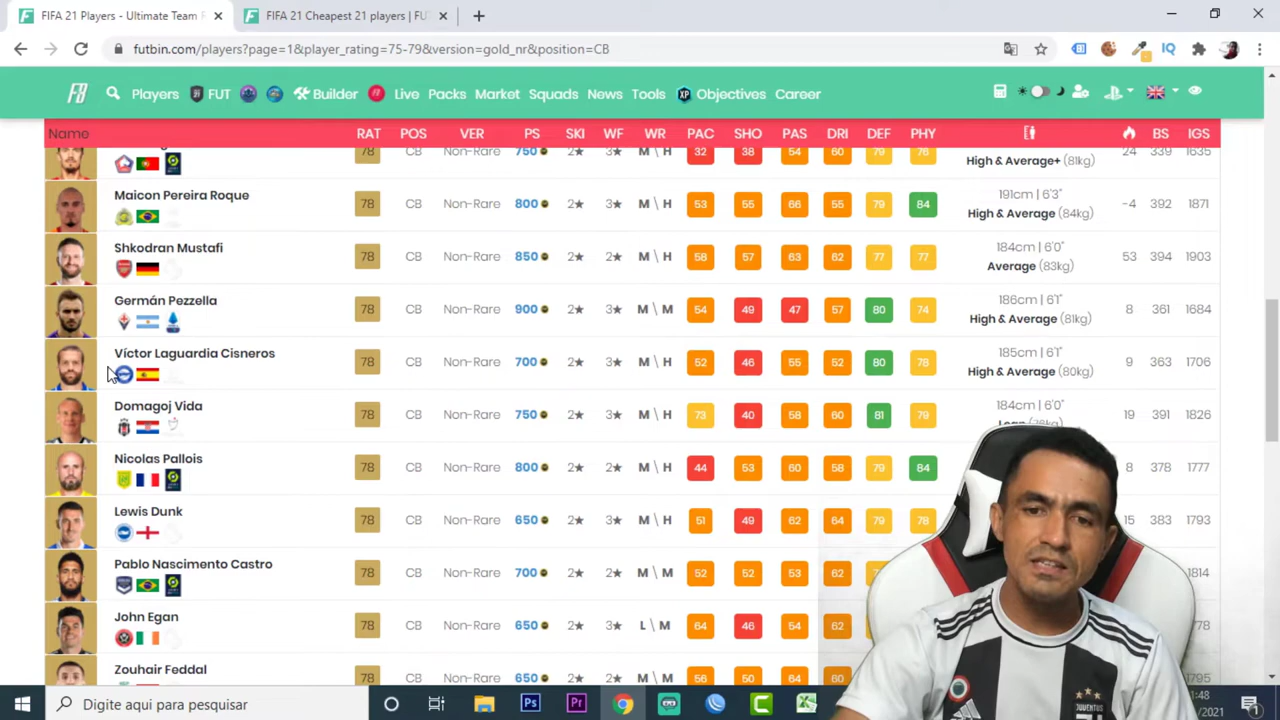 FIFA 21 Players - Ultimate Team
FIFA 21 Cheapest 21 players | FU
futbin.com/players?page=1&player_rating=75-79&version=gold_nr&position=CB
IQ
Players FUT Builder Live Packs Market Squads News Tools XP Objectives Career
Name RAT POS VER PS SKI WF WR PAC SHO PAS DRI DEF PHY BS IGS
78 CB Non-Rare 750 2★ 3★ M \ H 32 38 54 60 79 76 High & Average+ (81kg) 24 339 1635
Maicon Pereira Roque 78 CB Non-Rare 800 2★ 3★ M \ H 53 55 66 55 79 84 191cm | 6'3" -4 392 1871
High & Average (84kg)
Shkodran Mustafi 78 CB Non-Rare 850 2★ 3★ M \ H 58 57 63 62 77 77 184cm | 6'0" 53 394 1903
Average (83kg)
Germán Pezzella 78 CB Non-Rare 900 2★ 3★ M \ M 54 49 47 57 80 74 186cm | 6'1" 8 361 1684
High & Average (81kg)
Víctor Laguardia Cisneros 78 CB Non-Rare 700 2★ 3★ M \ H 52 46 55 52 80 78 185cm | 6'1" 9 363 1706
High & Average (80kg)
Domagoj Vida 78 CB Non-Rare 750 2★ 3★ M \ H 73 40 58 60 81 79 184cm | 6'0" 19 391 1826
Nicolas Pallois 78 CB Non-Rare 800 2★ 2★ M \ H 44 53 60 58 79 84 8 378 1777
Lewis Dunk 78 CB Non-Rare 650 2★ 3★ M \ H 51 49 62 64 79 78 15 383 1793
Pablo Nascimento Castro 78 CB Non-Rare 700 2★ 2★ M \ M 52 52 53 62 1814
John Egan 78 CB Non-Rare 650 2★ 3★ L \ M 64 46 54 62
Zouhair Feddal 78 CB Non-Rare 650 2★ 3★ M \ H 56 50 54 60 1795
Digite aqui para pesquisar
JUVENTUS